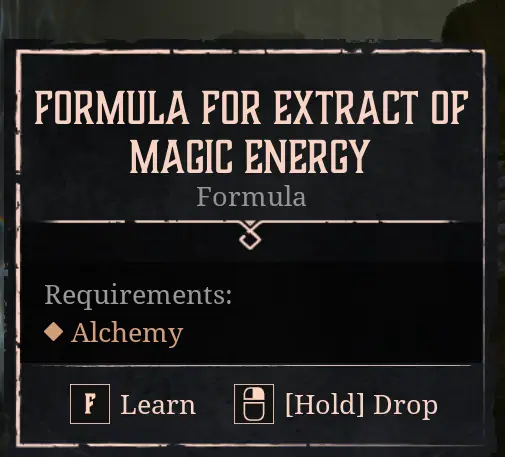 FORMULA FOR EXTRACT OF
MAGIC ENERGY
Formula
Requirements:
Alchemy
F Learn [Hold] Drop